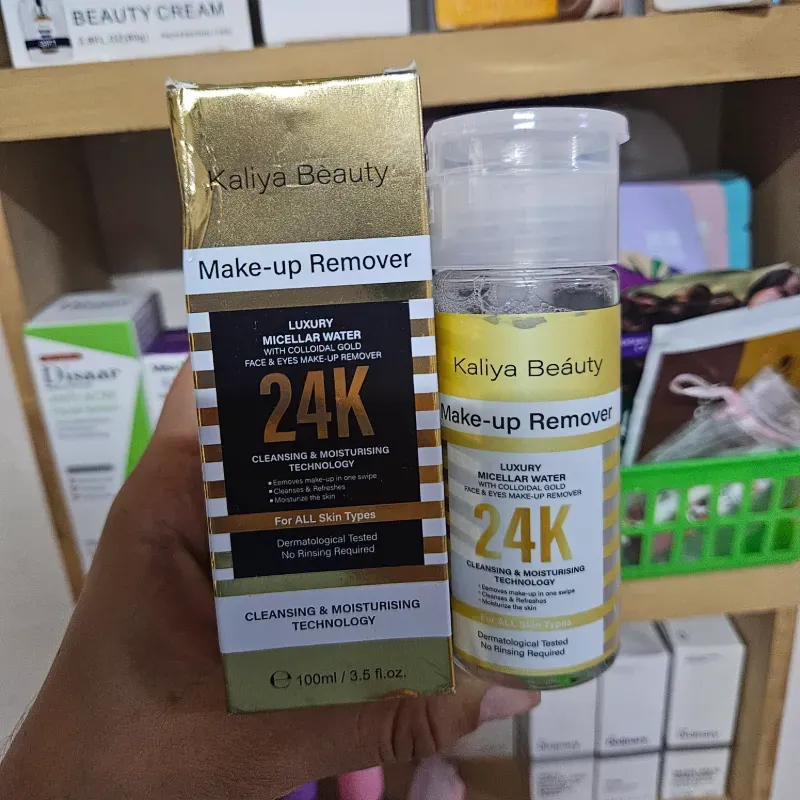 BEAUTY CREAM
Kaliya Beauty
Make-up Remover
LUXURY
MICELLAR WATER
WITH COLLOIDAL GOLD
FACE & EYES MAKE-UP REMOVER
24K
CLEANSING & MOISTURISING
TECHNOLOGY
• Eemoves make-up in one swipe
• Cleanses & Refreshes
• Moisturize the skin
For ALL Skin Types
Dermatological Tested
No Rinsing Required
CLEANSING & MOISTURISING
TECHNOLOGY
℮ 100ml / 3.5 fl.oz.
Kaliya Beáuty
Make-up Remover
LUXURY
MICELLAR WATER
WITH COLLOIDAL GOLD
FACE & EYES MAKE-UP REMOVER
24K
CLEANSING & MOISTURISING
TECHNOLOGY
• Eemoves make-up in one swipe
• Cleanses & Refreshes
• Moisturize the skin
For ALL Skin Types
Dermatological Tested
No Rinsing Required
Disaar